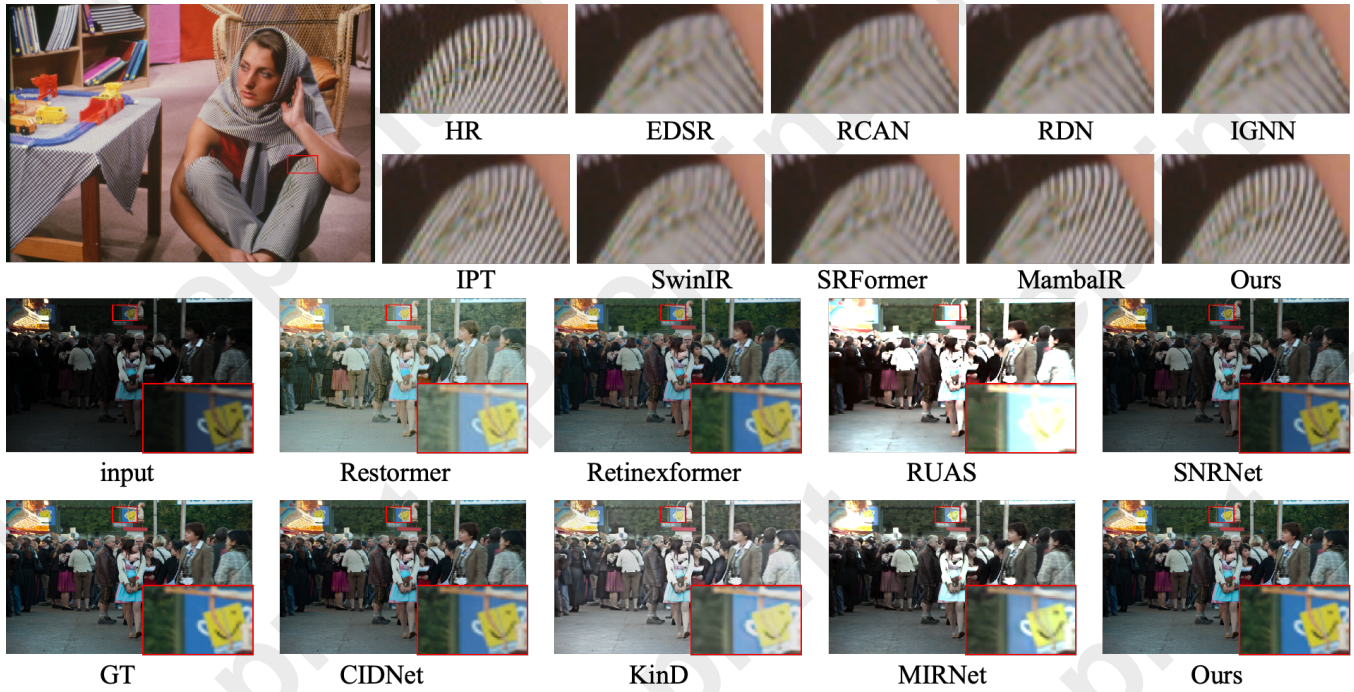 HR EDSR RCAN RDN IGNN
IPT SwinIR SRFormer MambaIR Ours
input Restormer Retinexformer RUAS SNRNet
GT CIDNet KinD MIRNet Ours